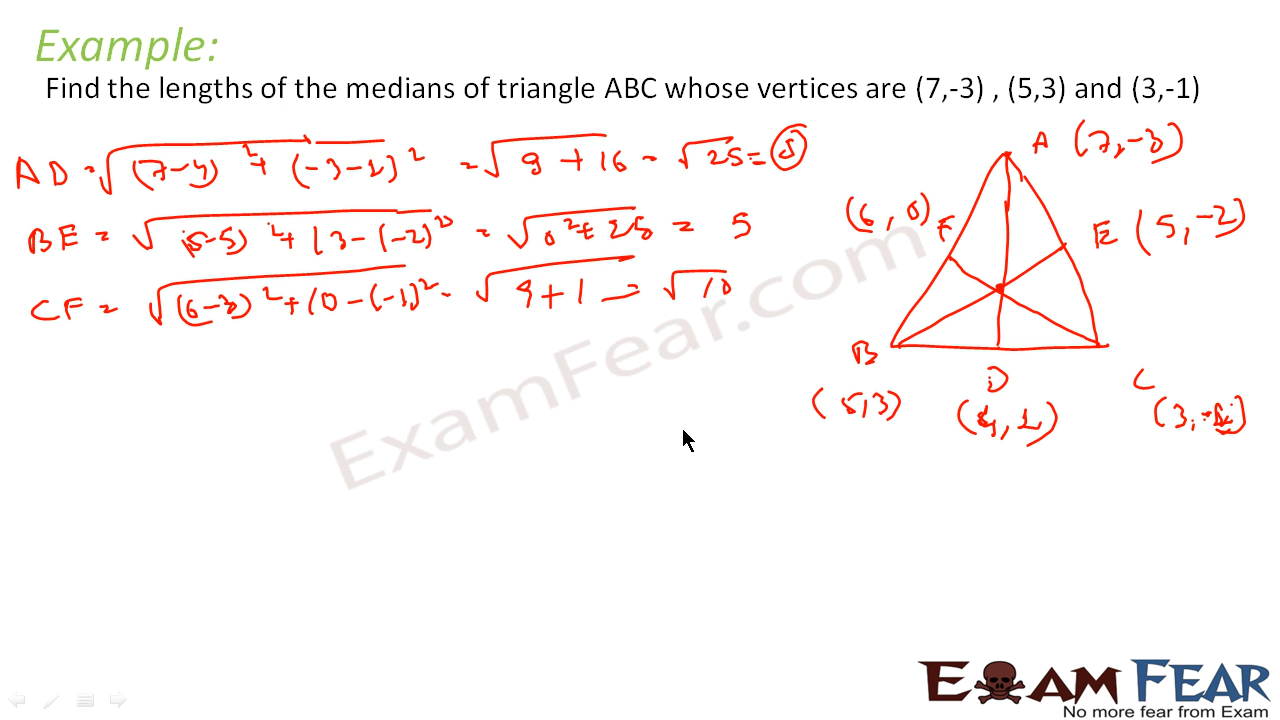 Example:
Find the lengths of the medians of triangle ABC whose vertices are (7,-3) , (5,3) and (3,-1)
AD = √(7-4)² + (-3-1)² = √9+16 = √25 = 5
BE = √(5-5)² + (3-(-2)² = √0²+25 = 5
CF = √(6-3)² + (0-(-1)² = √9+1 = √10
A (7,-3)
(6, 0) F
E (5,-2)
B
D
C
(5,3)
(4, 1)
(3,
ExamFear.com
EXAM FEAR
No more fear from Exam